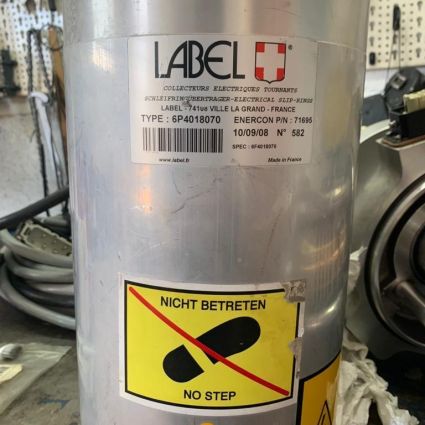 LABEL ®
COLLECTEURS ELECTRIQUES TOURNANTS
SCHLEIFRINGÜBERTRAGER-ELECTRICAL SLIP-RINGS
LABEL - 74100 VILLE LA GRAND - FRANCE
TYPE : 6P4018070 ENERCON P/N : 71695
10/09/08 N° 582
SPEC : 6F4018070
www.label.fr Made in France
NICHT BETRETEN
NO STEP